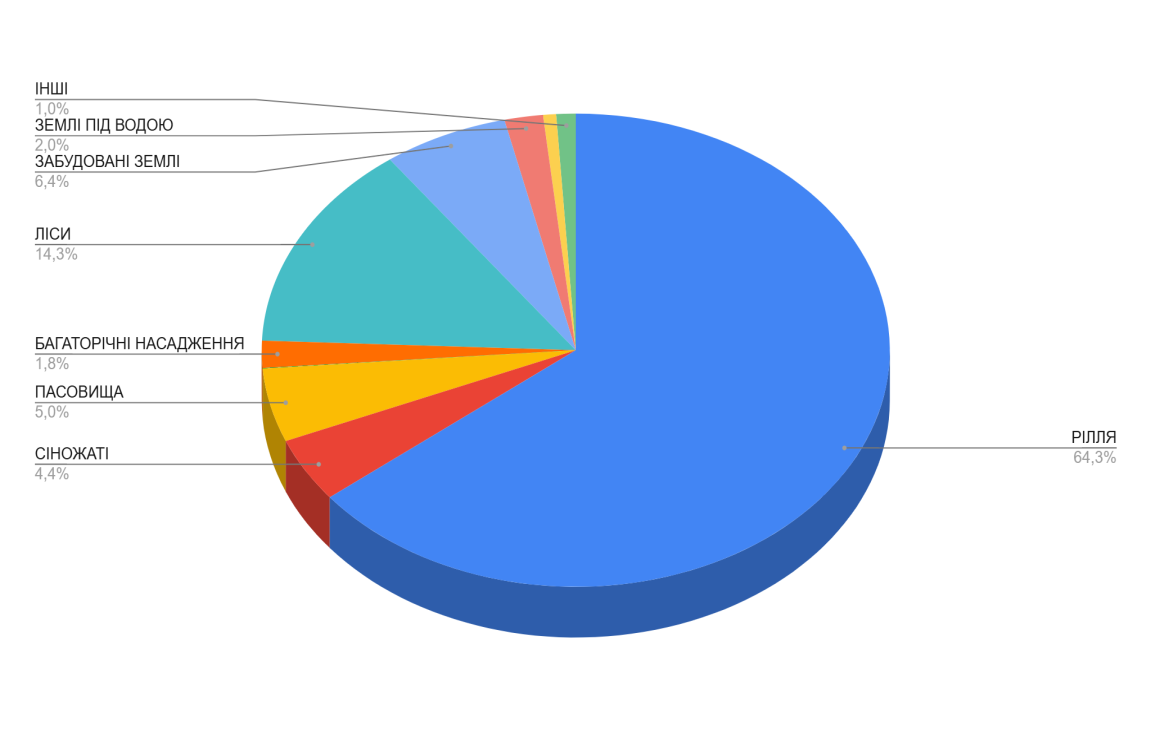 ІНШІ
1,0%
ЗЕМЛІ ПІД ВОДОЮ
2,0%
ЗАБУДОВАНІ ЗЕМЛІ
6,4%
ЛІСИ
14,3%
БАГАТОРІЧНІ НАСАДЖЕННЯ
1,8%
ПАСОВИЩА
5,0%
СІНОЖАТІ
4,4%
РІЛЛЯ
64,3%